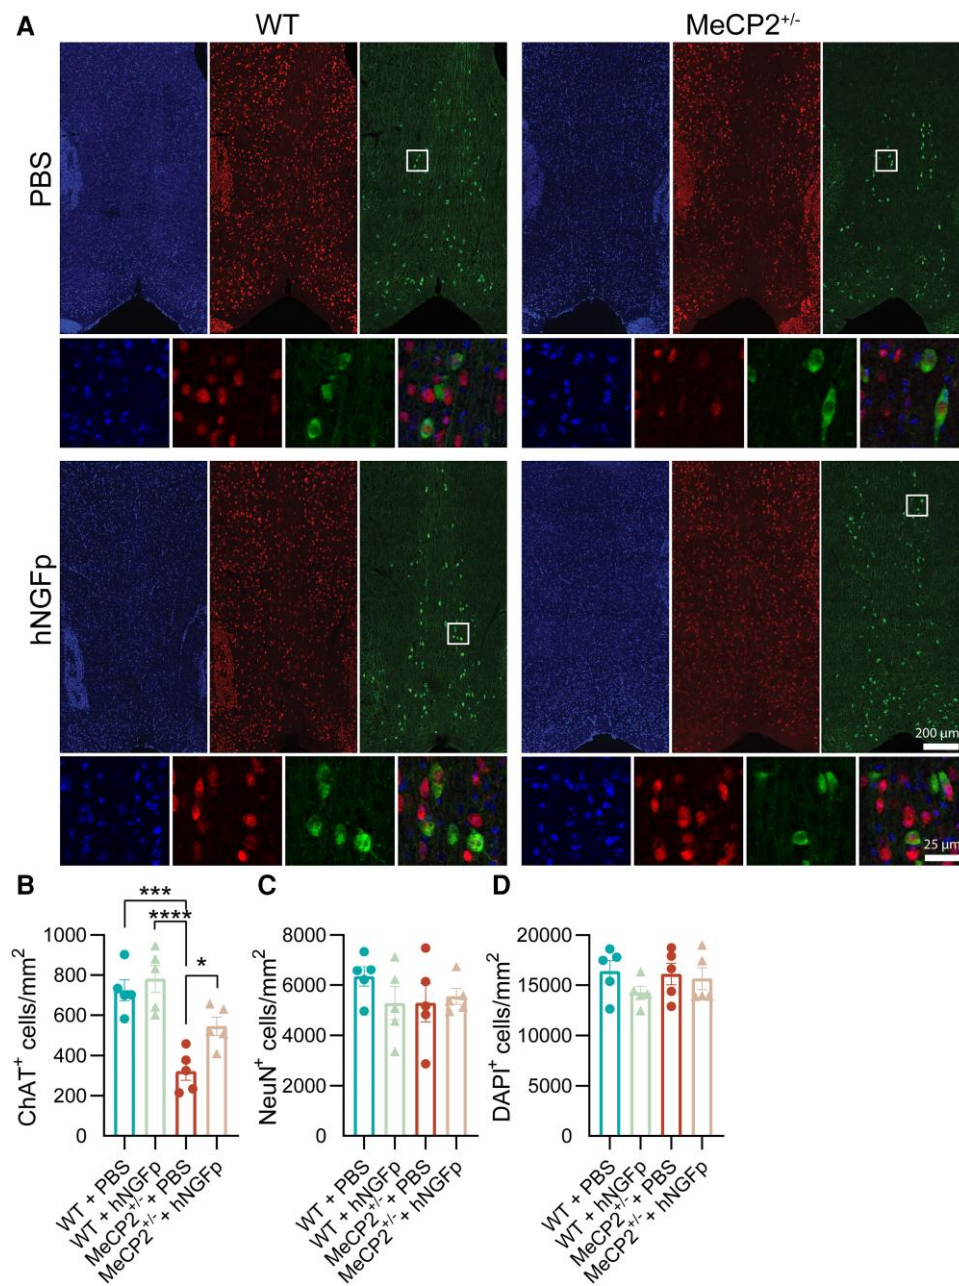 A
WT
MeCP2+/-
PBS
hNGFp
200 µm
25 µm
B
C
D
***
****
*
ChAT+ cells/mm2
1000
800
600
400
200
0
WT + PBS
WT + hNGFp
MeCP2+/- + PBS
MeCP2+/- + hNGFp
NeuN+ cells/mm2
8000
6000
4000
2000
0
WT + PBS
WT + hNGFp
MeCP2+/- + PBS
MeCP2+/- + hNGFp
DAPI+ cells/mm2
20000
15000
15000
5000
0
WT + PBS
WT + hNGFp
MeCP2+/- + PBS
MeCP2+/- + hNGFp